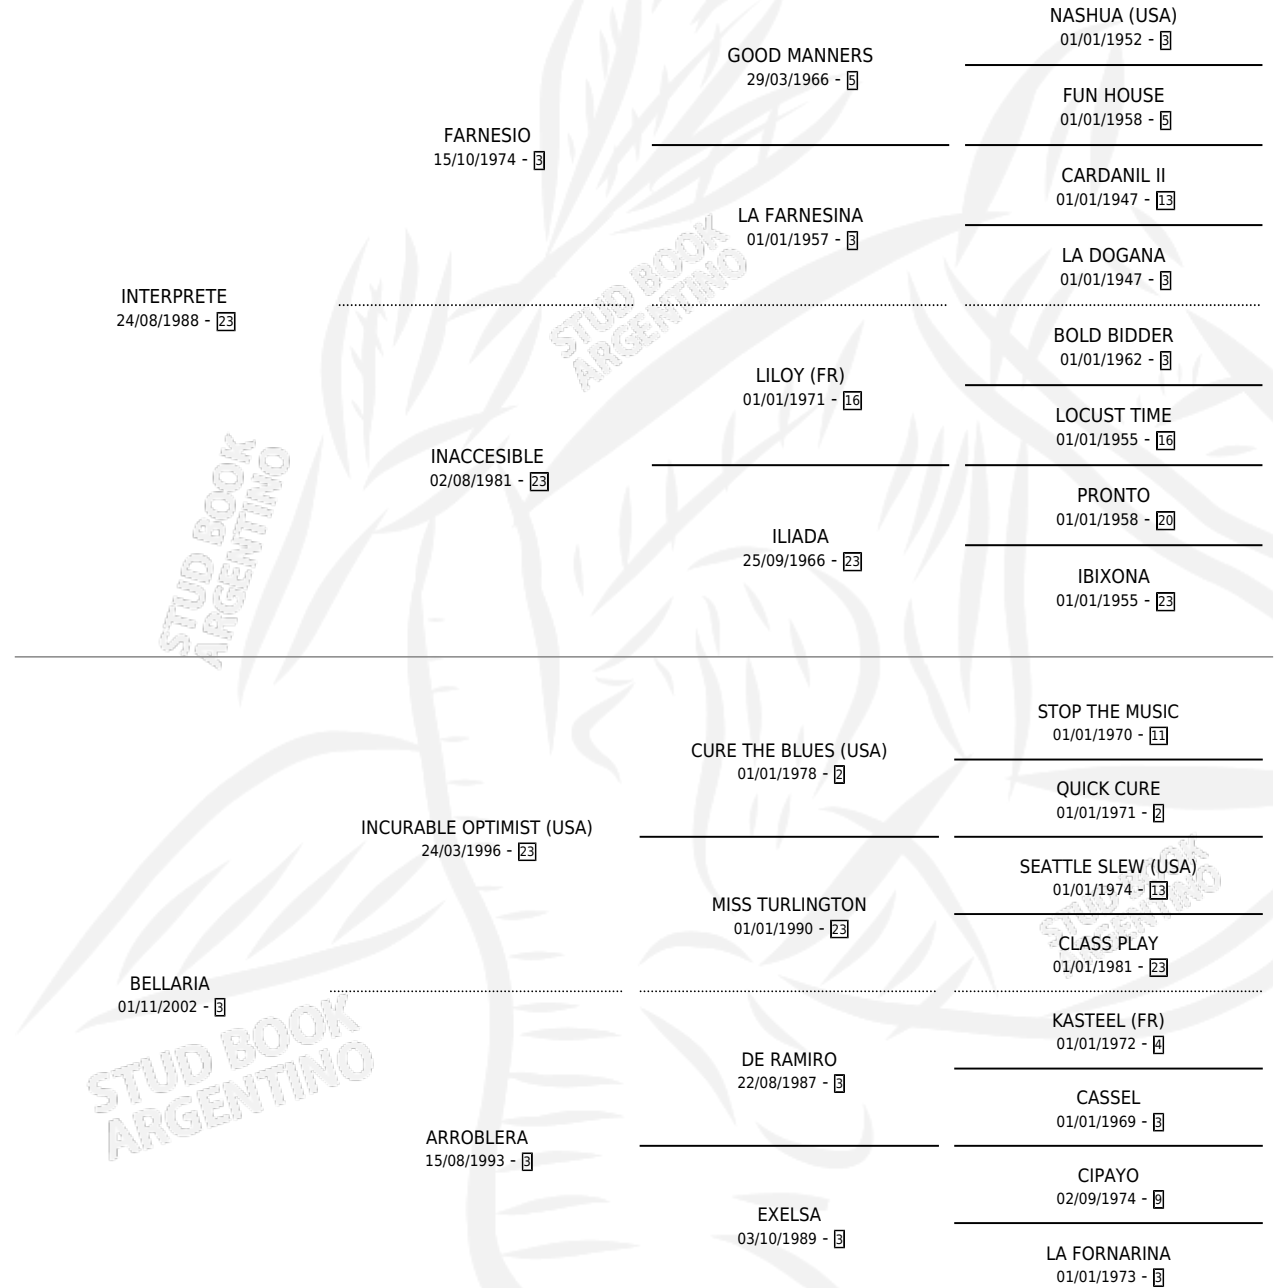 NASHUA (USA)
01/01/1952 - 3
GOOD MANNERS
29/03/1966 - 5
FUN HOUSE
01/01/1958 - 5
FARNESIO
15/10/1974 - 3
CARDANIL II
01/01/1947 - 13
LA FARNESINA
01/01/1957 - 3
LA DOGANA
01/01/1947 - 3
INTERPRETE
24/08/1988 - 23
BOLD BIDDER
01/01/1962 - 3
LILOY (FR)
01/01/1971 - 16
LOCUST TIME
01/01/1955 - 16
INACCESIBLE
02/08/1981 - 23
PRONTO
01/01/1958 - 20
ILIADA
25/09/1966 - 23
IBIXONA
01/01/1955 - 23
STOP THE MUSIC
01/01/1970 - 11
CURE THE BLUES (USA)
01/01/1978 - 2
QUICK CURE
01/01/1971 - 2
INCURABLE OPTIMIST (USA)
24/03/1996 - 23
SEATTLE SLEW (USA)
01/01/1974 - 13
MISS TURLINGTON
01/01/1990 - 23
CLASS PLAY
01/01/1981 - 23
BELLARIA
01/11/2002 - 3
KASTEEL (FR)
01/01/1972 - 4
DE RAMIRO
22/08/1987 - 3
CASSEL
01/01/1969 - 3
ARROBLERA
15/08/1993 - 3
CIPAYO
02/09/1974 - 9
EXELSA
03/10/1989 - 3
LA FORNARINA
01/01/1973 - 3
STUD BOOK
ARGENTINO
STUD BOOK
ARGENTINO
STUD BOOK
ARGENTINO
STUD BOOK
ARGENTINO